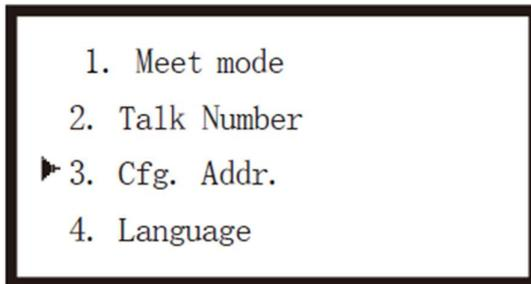 1. Meet mode
2. Talk Number
3. Cfg. Addr.
4. Language